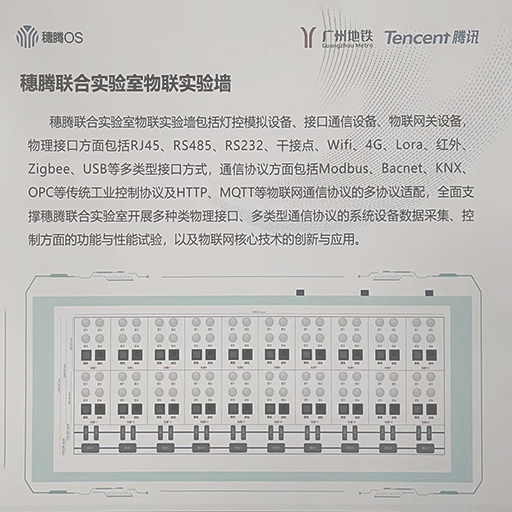 穗腾OS
广州地铁
Guangzhou Metro
Tencent 腾讯
穗腾联合实验室物联实验墙
穗腾联合实验室物联实验墙包括灯控模拟设备、接口通信设备、物联网关设备，
物理接口方面包括RJ45、RS485、RS232、干接点、Wifi、4G、Lora、红外、
Zigbee、USB等多类型接口方式，通信协议方面包括Modbus、Bacnet、KNX、
OPC等传统工业控制协议及HTTP、MQTT等物联网通信协议的多协议适配，全面支
撑穗腾联合实验室开展多种类物理接口、多类型通信协议的系统设备数据采集、控
制方面的功能与性能试验，以及物联网核心技术的创新与应用。